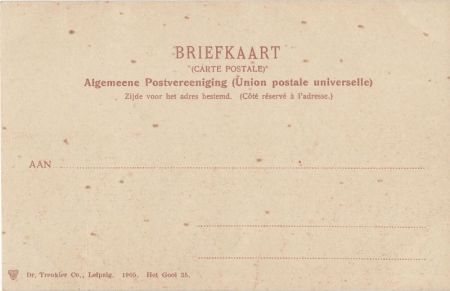 BRIEFKAART
"(CARTE POSTALE)"
Algemeene Postvereeniging (Union postale universelle)
Zijde voor het adres bestemd. (Côté réservé à l'adresse.)
AAN
Dr. Trenkler Co., Leipzig. 1905. Het Gooi 35.